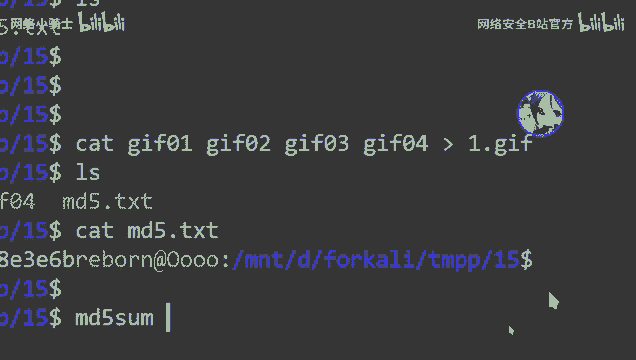 ls
网络小骑士 bilibili 网络安全B站官方 bilibili
5.txt
o/15$
o/15$
o/15$
o/15$ cat gif01 gif02 gif03 gif04 > 1.gif
o/15$ ls
f04 md5.txt
o/15$ cat md5.txt
8e3e6breborn@Oooo:/mnt/d/forkali/tmpp/15$
o/15$
o/15$ md5sum